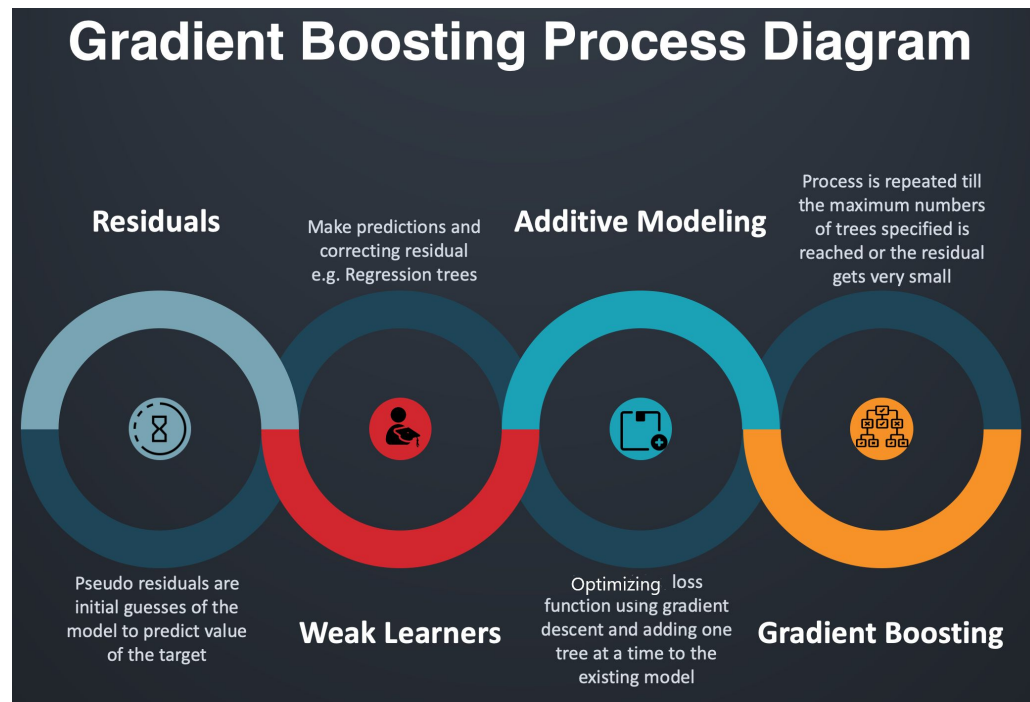 Gradient Boosting Process Diagram
Residuals
Pseudo residuals are
initial guesses of the
model to predict value
of the target
Make predictions and
correcting residual
e.g. Regression trees
Weak Learners
Additive Modeling
Optimizing loss
function using gradient
descent and adding one
tree at a time to the
existing model
Process is repeated till
the maximum numbers
of trees specified is
reached or the residual
gets very small
Gradient Boosting